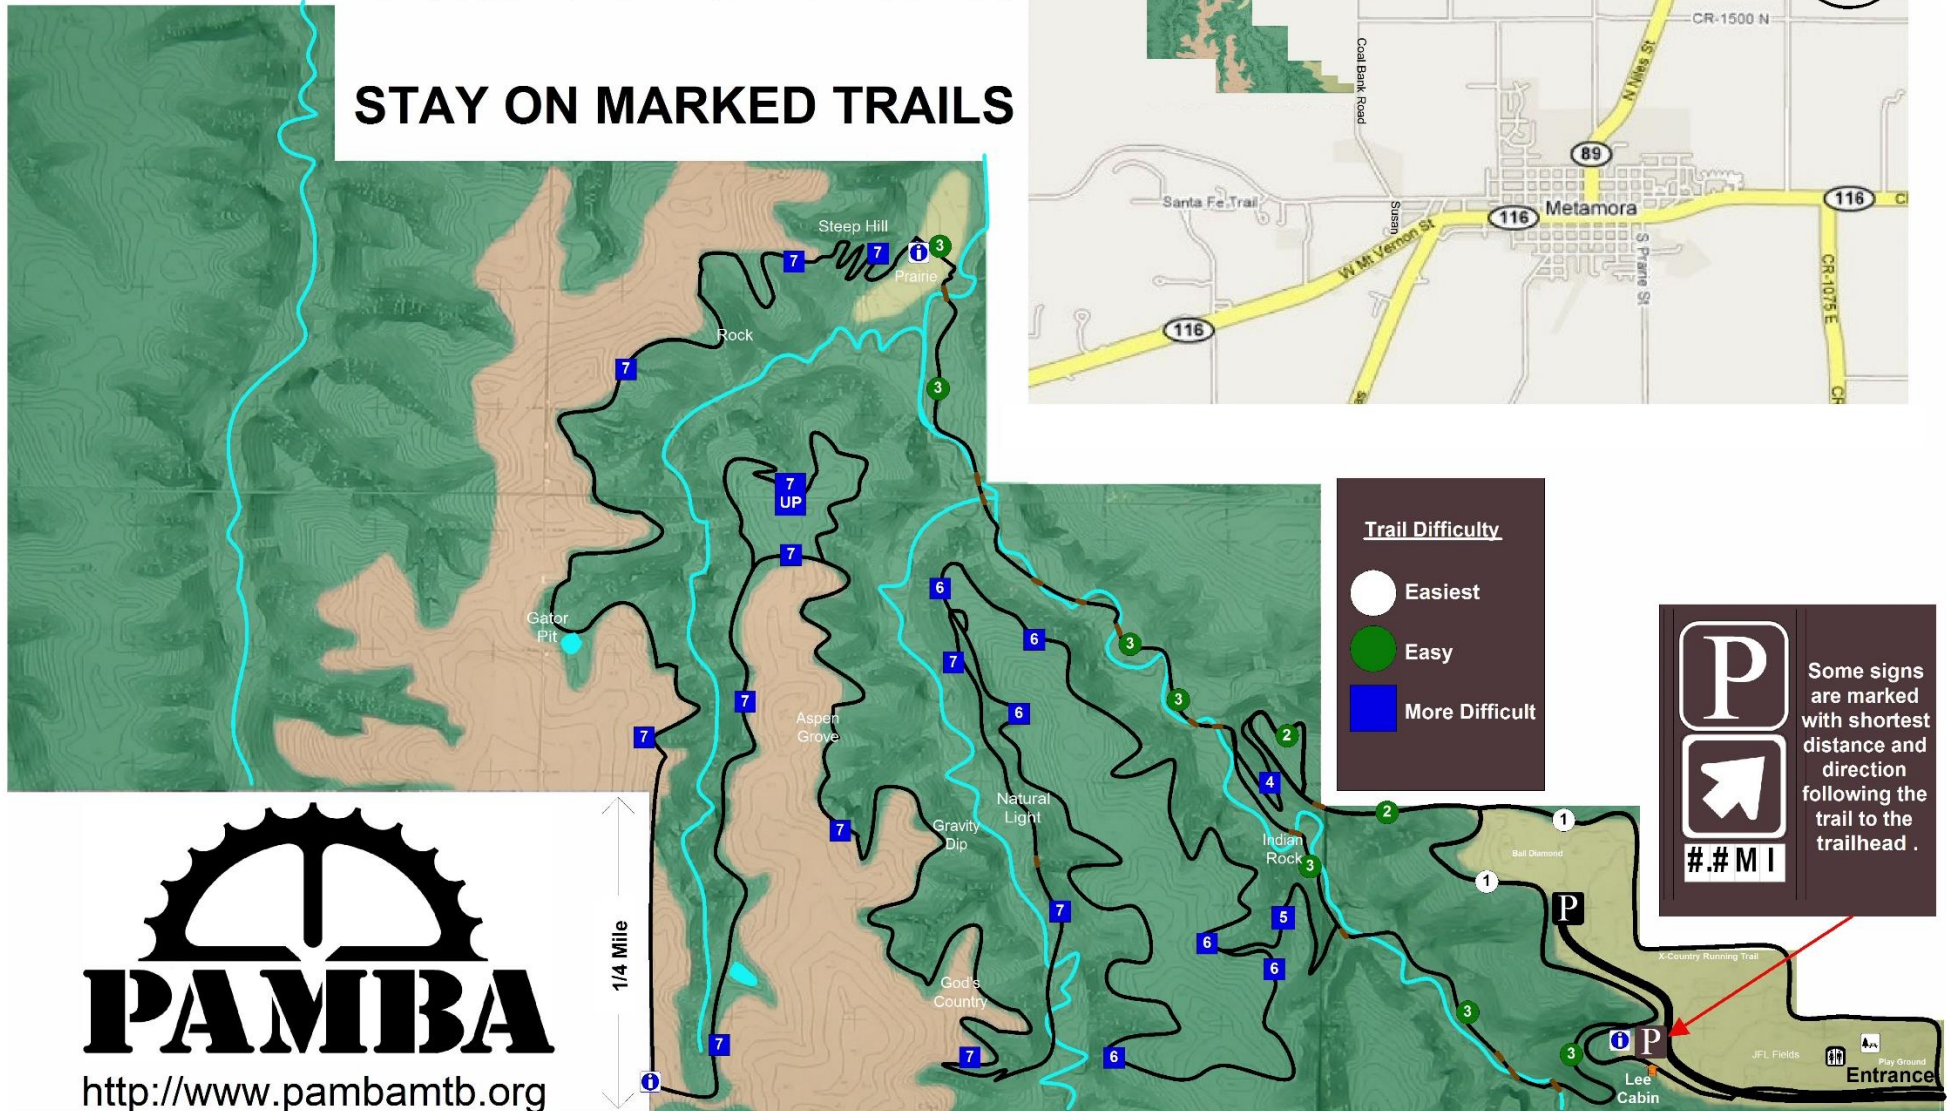 STAY ON MARKED TRAILS
CR-1500 N
Coal Bank Road
N Niles St
89
Santa Fe Trail
Susan
116
Metamora
116
W Mt Vernon St
S Prairie St
CR-1075 E
116
Steep Hill
7
7
i
3
Prairie
Rock
7
3
7
UP
7
Gator
Pit
6
6
7
3
7
6
3
Aspen
Grove
7
2
4
Natural
Light
7
Gravity
Dip
Indian
Rock
3
2
1
Ball Diamond
1
P
7
5
6
6
God's
Country
X-Country Running Trail
3
7
7
6
3
i
P
JFL Fields
Play Ground
Entrance
Lee
Cabin
i
Trail Difficulty
Easiest
Easy
More Difficult
P
#.# M I
Some signs
are marked
with shortest
distance and
direction
following the
trail to the
trailhead .
1/4 Mile
PAMBA
http://www.pambamtb.org